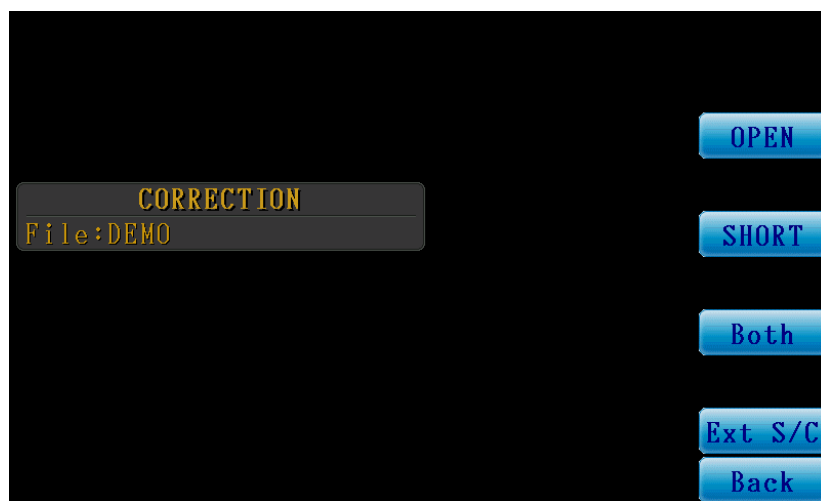 OPEN
CORRECTION
File:DEMO
SHORT
Both
Ext S/C
Back